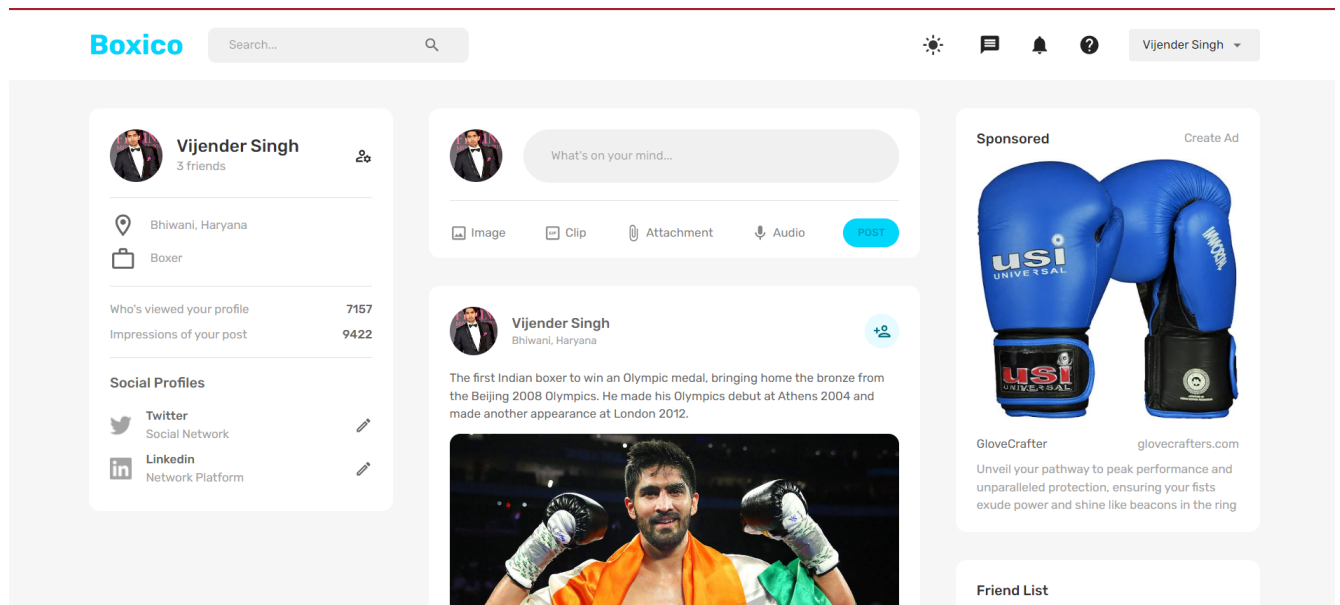 Boxico
Search...
Vijender Singh
Vijender Singh
3 friends
Bhiwani, Haryana
Boxer
Who's viewed your profile 7157
Impressions of your post 9422
Social Profiles
Twitter
Social Network
Linkedin
Network Platform
What's on your mind...
Image
GIF
Clip
Attachment
Audio
POST
Vijender Singh
Bhiwani, Haryana
The first Indian boxer to win an Olympic medal, bringing home the bronze from
the Beijing 2008 Olympics. He made his Olympics debut at Athens 2004 and
made another appearance at London 2012.
Sponsored
Create Ad
usi
UNIVERSAL
IMMORTAL
usi
UNIVERSAL
GloveCrafter
glovecrafters.com
Unveil your pathway to peak performance and
unparalleled protection, ensuring your fists
exude power and shine like beacons in the ring
Friend List